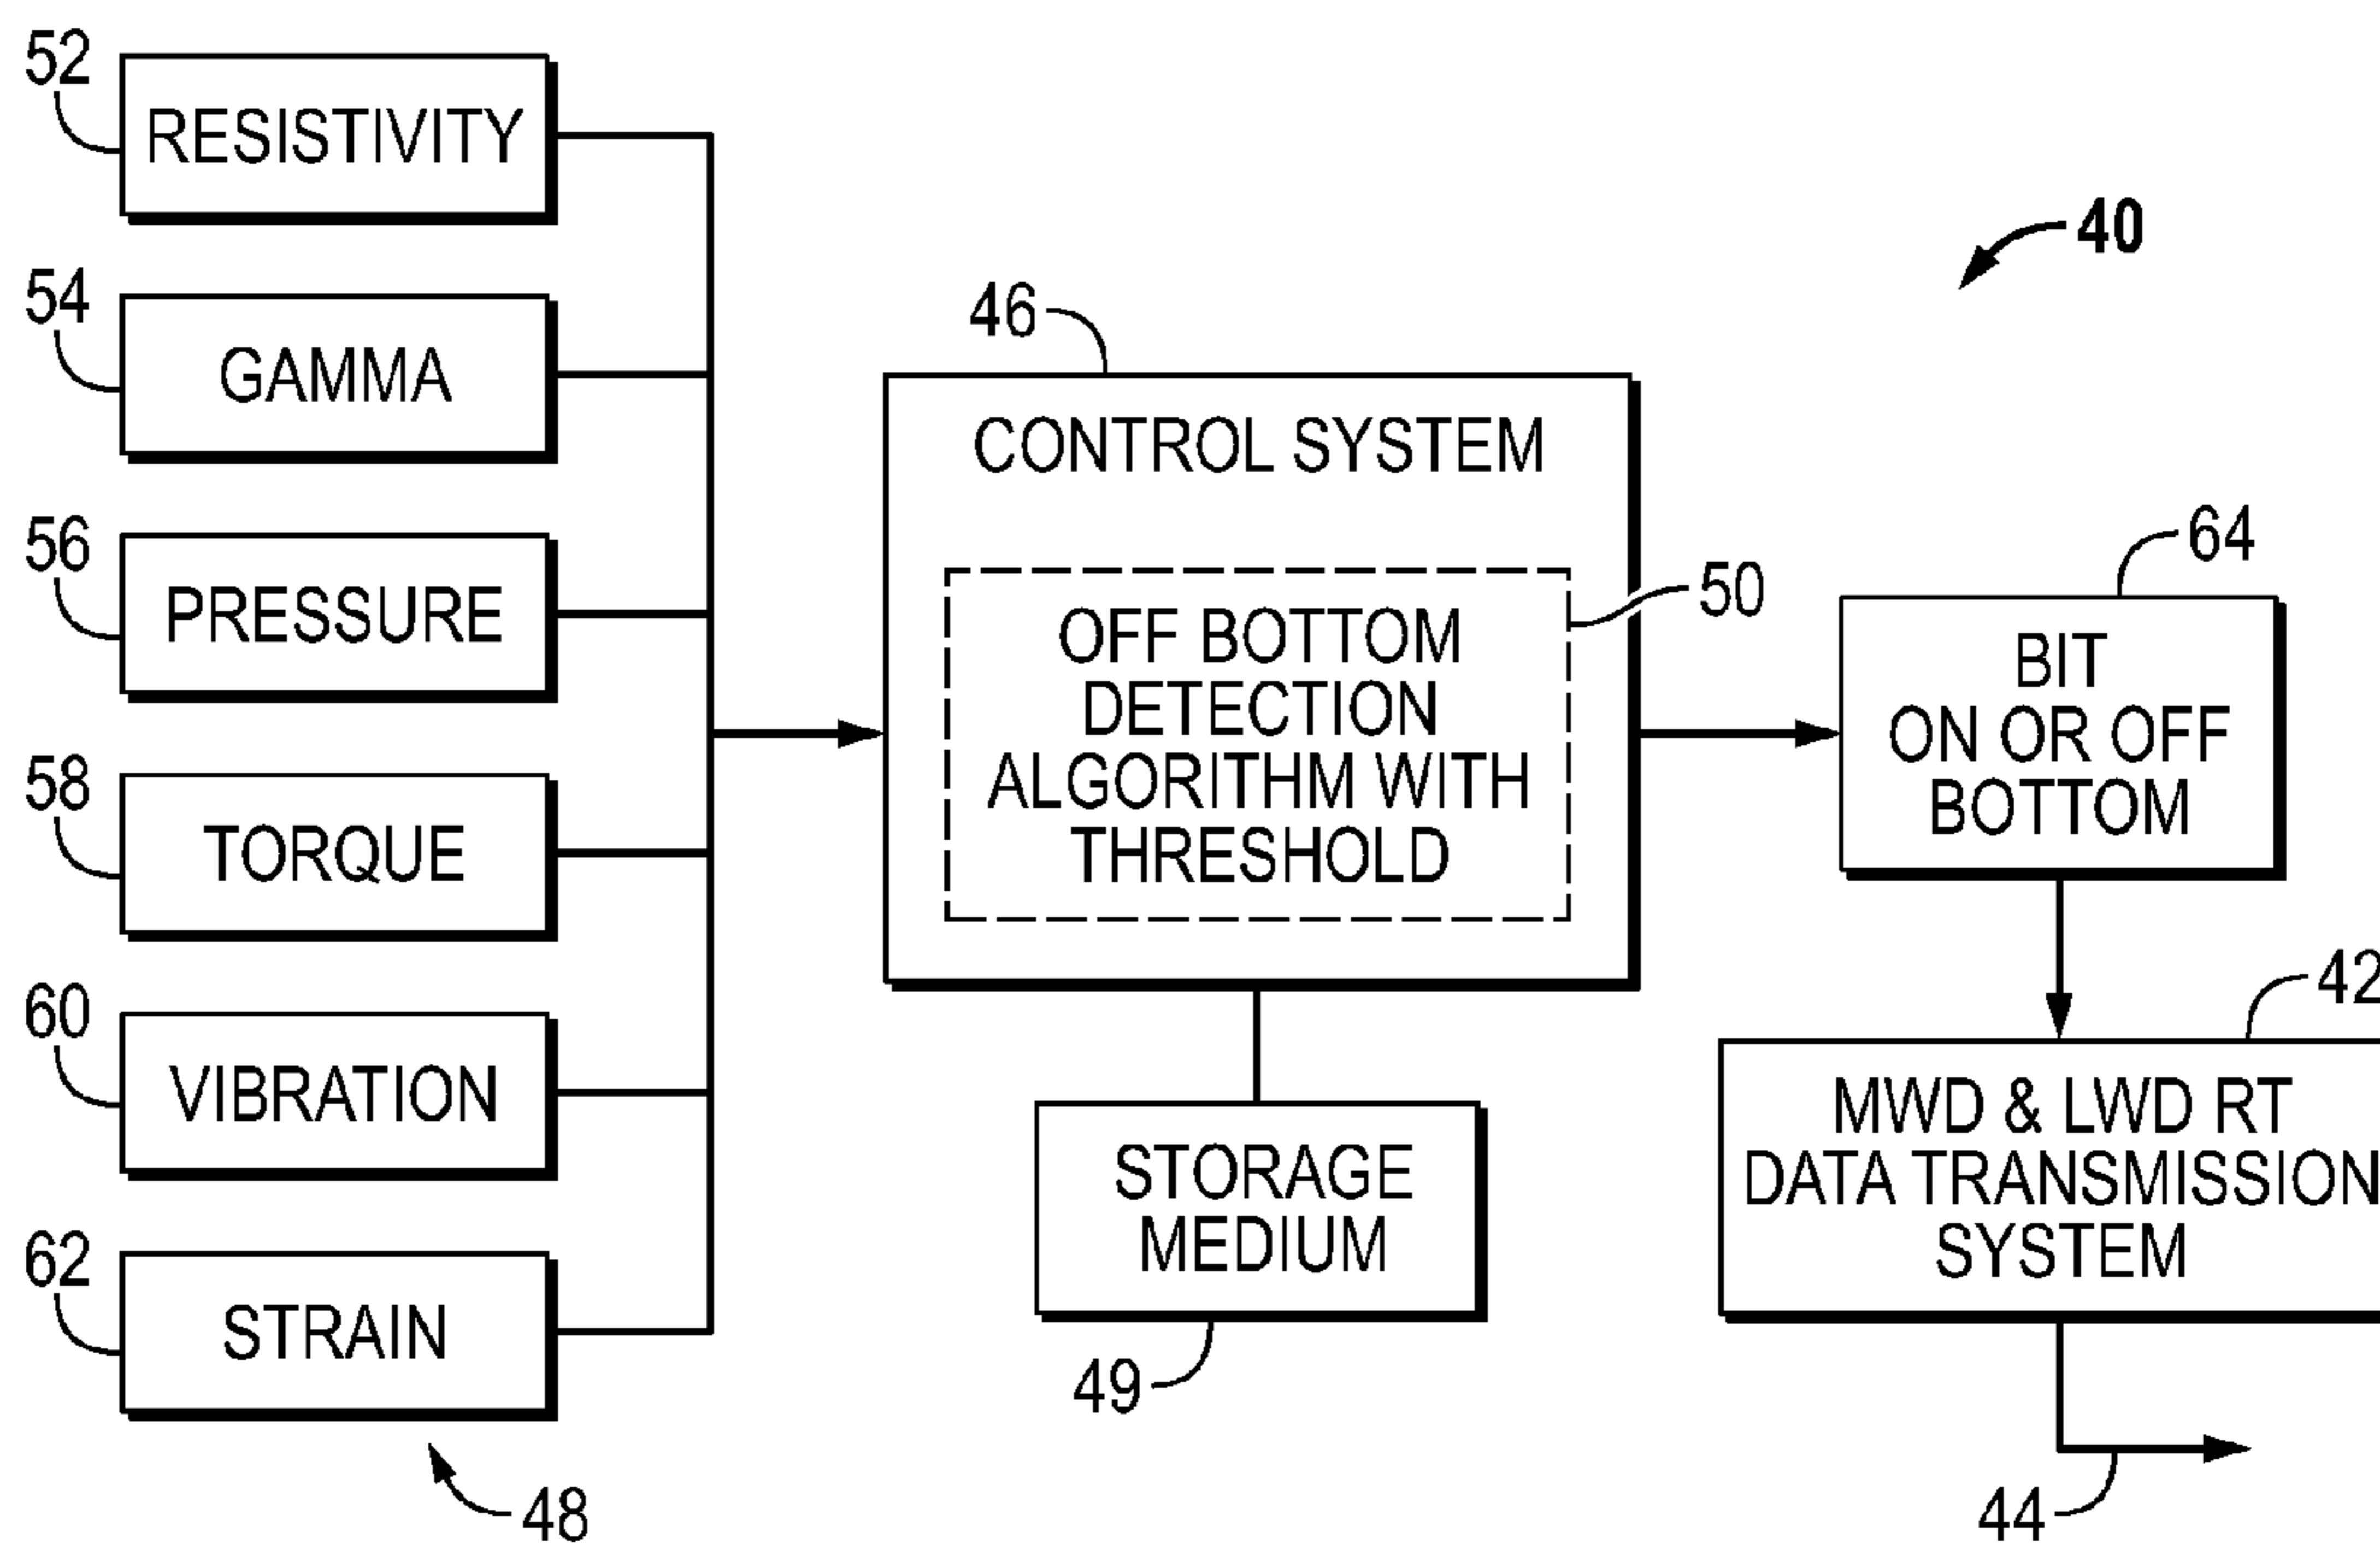 52
RESISTIVITY
54
GAMMA
56
PRESSURE
58
TORQUE
60
VIBRATION
62
STRAIN
48
46
CONTROL SYSTEM
50
OFF BOTTOM
DETECTION
ALGORITHM WITH
THRESHOLD
STORAGE
MEDIUM
49
40
64
BIT
ON OR OFF
BOTTOM
42
MWD & LWD RT
DATA TRANSMISSION
SYSTEM
44